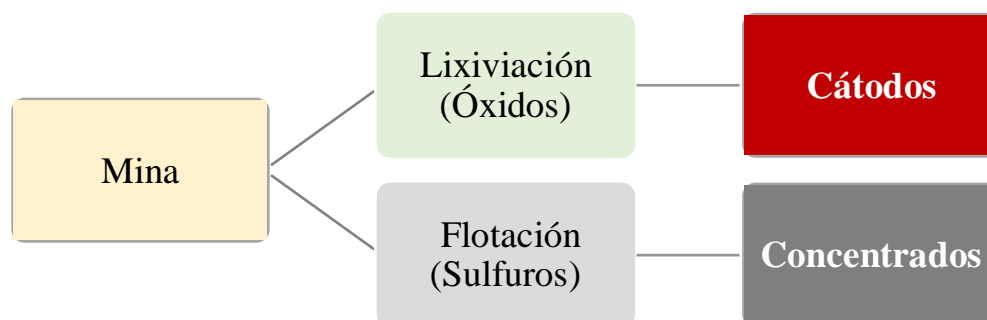 Mina
Lixiviación
(Óxidos)
Cátodos
Flotación
(Sulfuros)
Concentrados